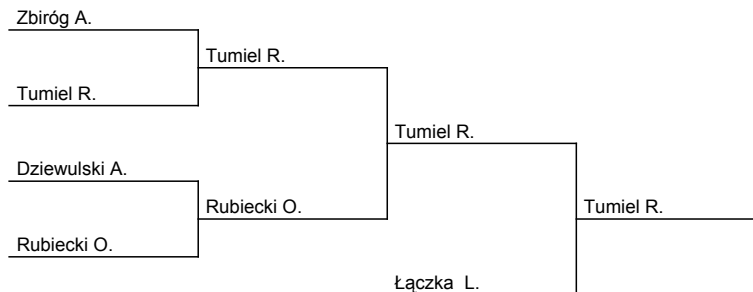 Zbiróg A.
Tumiel R.
Tumiel R.
Tumiel R.
Dziewulski A.
Rubiecki O.
Tumiel R.
Rubiecki O.
Łączka  L.